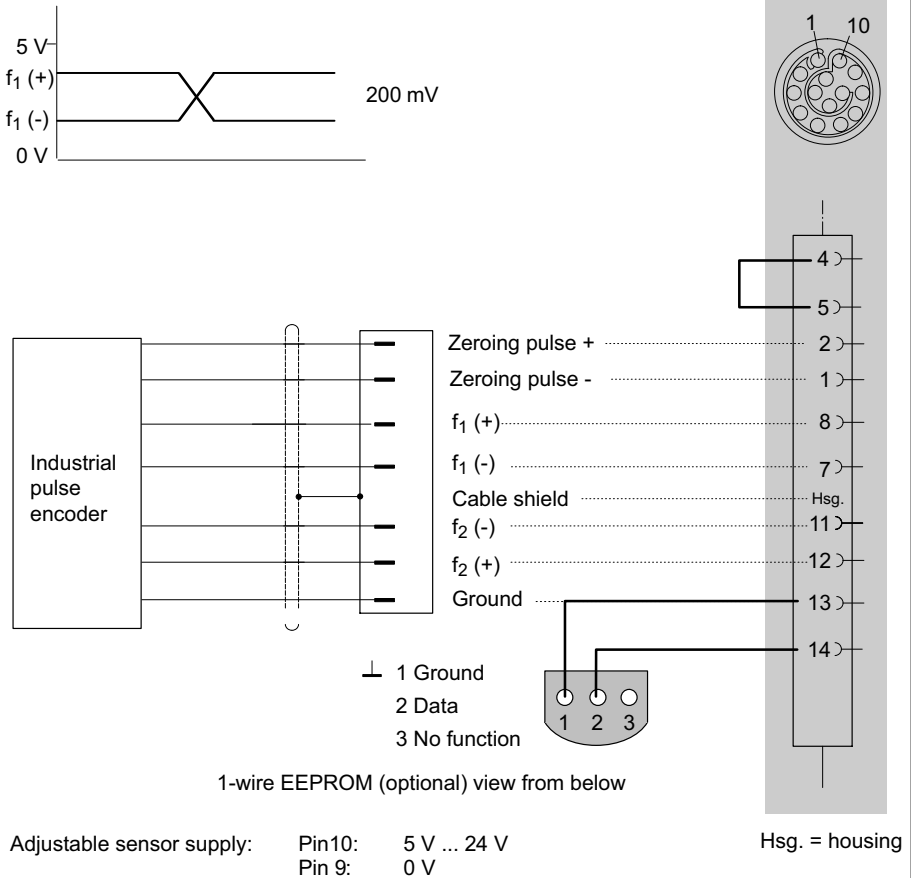 5 V
f1 (+)
f1 (-)
0 V
200 mV
1 10
4
5
Zeroing pulse + 2
Zeroing pulse - 1
f1 (+) 8
f1 (-) 7
Cable shield Hsg.
f2 (-) 11
f2 (+) 12
Ground 13
14
Industrial
pulse
encoder
1 Ground
2 Data
3 No function
1 2 3
1-wire EEPROM (optional) view from below
Adjustable sensor supply: Pin10: 5 V ... 24 V
Pin 9: 0 V
Hsg. = housing